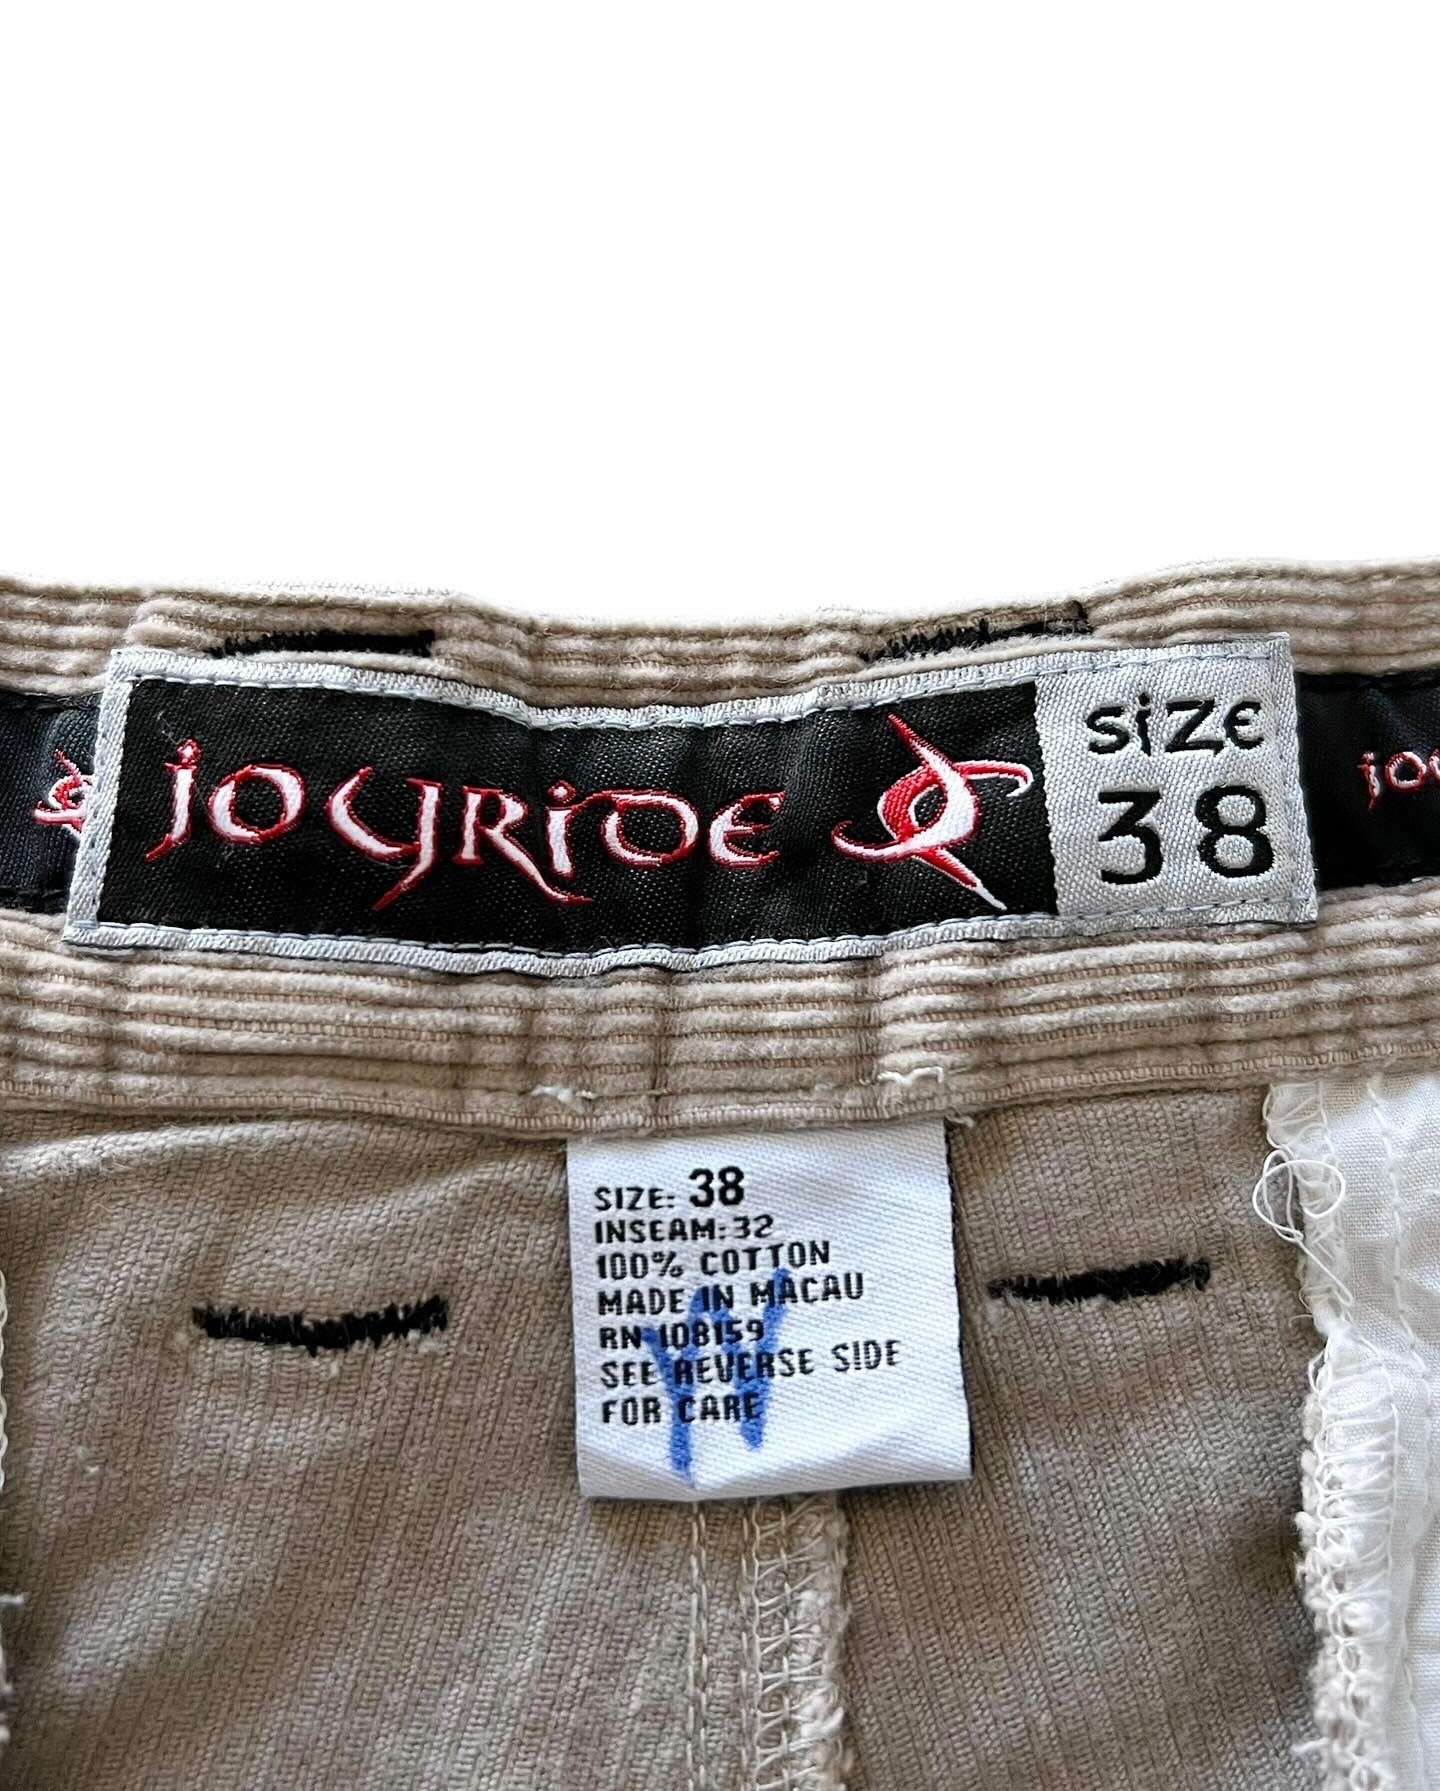 joyride size
38
joy
SIZE: 38
INSEAM: 32
100% COTTON
MADE IN MACAU
RN 108159
SEE REVERSE SIDE
FOR CARE